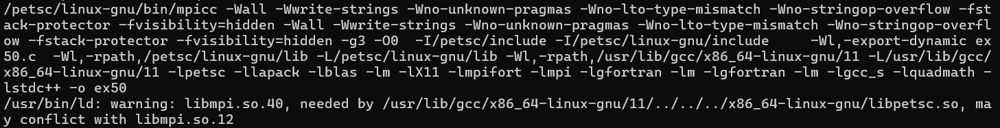 /petsc/linux-gnu/bin/mpicc -Wall -Wwrite-strings -Wno-unknown-pragmas -Wno-lto-type-mismatch -Wno-stringop-overflow -fst
ack-protector -fvisibility=hidden -Wall -Wwrite-strings -Wno-unknown-pragmas -Wno-lto-type-mismatch -Wno-stringop-overfl
ow -fstack-protector -fvisibility=hidden -g3 -O0  -I/petsc/include -I/petsc/linux-gnu/include     -Wl,-export-dynamic ex
50.c  -Wl,-rpath,/petsc/linux-gnu/lib -L/petsc/linux-gnu/lib -Wl,-rpath,/usr/lib/gcc/x86_64-linux-gnu/11 -L/usr/lib/gcc/
x86_64-linux-gnu/11 -lpetsc -llapack -lblas -lm -lX11 -lmpifort -lmpi -lgfortran -lm -lgfortran -lm -lgcc_s -lquadmath -
lstdc++ -o ex50
/usr/bin/ld: warning: libmpi.so.40, needed by /usr/lib/gcc/x86_64-linux-gnu/11/../../../x86_64-linux-gnu/libpetsc.so, ma
y conflict with libmpi.so.12